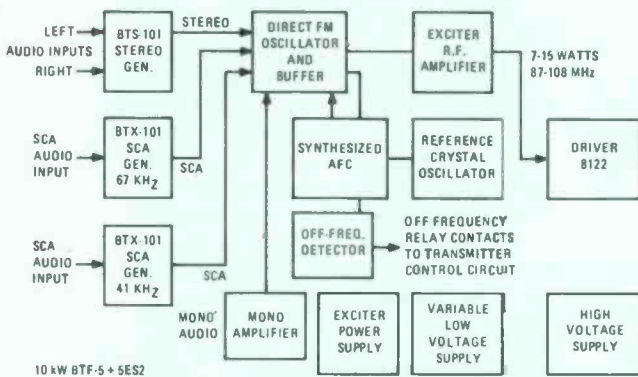 LEFT
AUDIO INPUTS
RIGHT
BTS-101
STEREO
GEN.
STEREO
DIRECT FM
OSCILLATOR
AND
BUFFER
EXCITER
R.F.
AMPLIFIER
7-15 WATTS
87-108 MHz
SCA
AUDIO
INPUT
BTX-101
SCA
GEN.
67 KHz
SCA
SYNTHESIZED
AFC
REFERENCE
CRYSTAL
OSCILLATOR
DRIVER
8122
SCA
AUDIO
INPUT
BTX-101
SCA
GEN.
41 KHz
SCA
OFF-FREQ.
DETECTOR
OFF FREQUENCY
RELAY CONTACTS
TO TRANSMITTER
CONTROL CIRCUIT
MONO
AUDIO
MONO
AMPLIFIER
EXCITER
POWER
SUPPLY
VARIABLE LOW
VOLTAGE
SUPPLY
HIGH
VOLTAGE
SUPPLY
10 kW BTF-5 + 5ES2